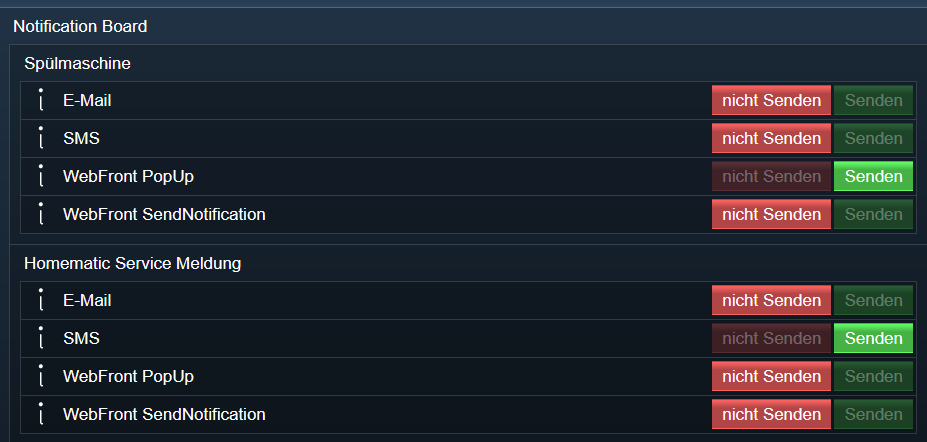 Notification Board
Spülmaschine
E-Mail nicht Senden Senden
SMS nicht Senden Senden
WebFront PopUp nicht Senden Senden
WebFront SendNotification nicht Senden Senden
Homematic Service Meldung
E-Mail nicht Senden Senden
SMS nicht Senden Senden
WebFront PopUp nicht Senden Senden
WebFront SendNotification nicht Senden Senden